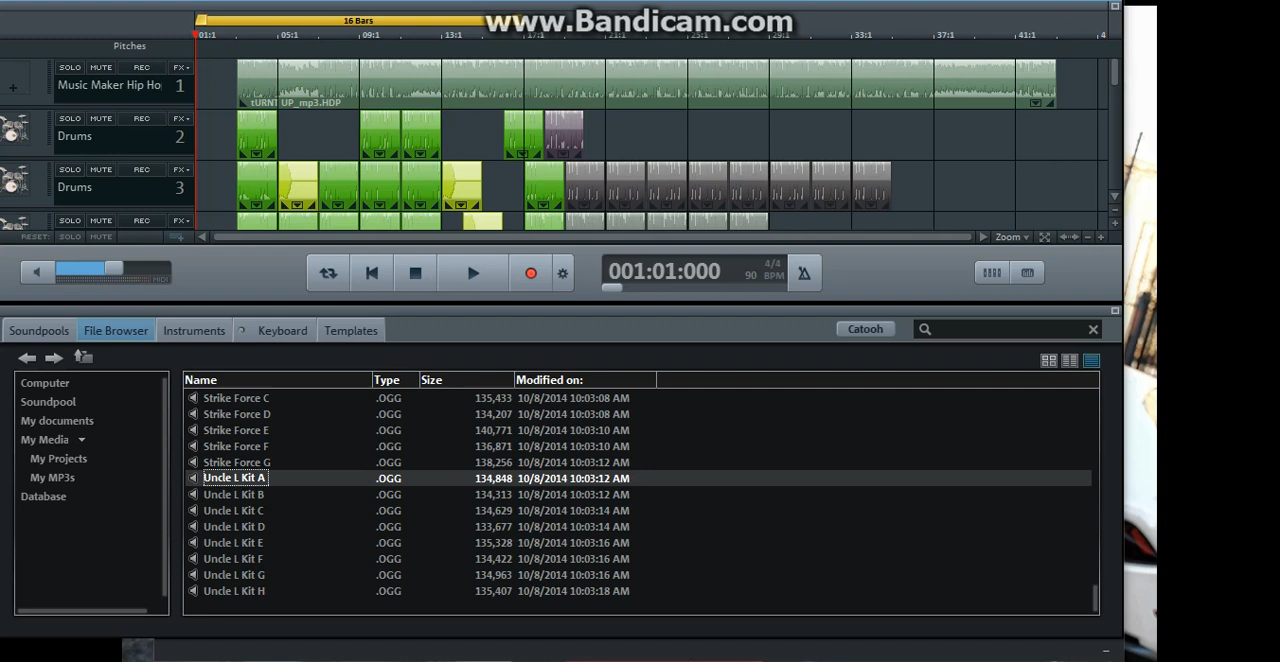 www.Bandicam.com
16 Bars
01:1 05:1 09:1 13:1 17:1 21:1 25:1 29:1 33:1 37:1 41:1 4
Pitches
SOLO MUTE REC FX
Music Maker Hip Ho 1
tURNT UP_mp3.HDP
SOLO MUTE REC FX
Drums 2
SOLO MUTE REC FX
Drums 3
SOLO MUTE REC FX
RESET: SOLO MUTE Zoom
MIDI
001:01:000 90 4/4 BPM
Soundpools File Browser Instruments Keyboard Templates Catooh
Computer
Soundpool
My documents
My Media
My Projects
My MP3s
Database
Name Type Size Modified on:
Strike Force C .OGG 135,433 10/8/2014 10:03:08 AM
Strike Force D .OGG 134,207 10/8/2014 10:03:08 AM
Strike Force E .OGG 140,771 10/8/2014 10:03:10 AM
Strike Force F .OGG 136,871 10/8/2014 10:03:10 AM
Strike Force G .OGG 138,256 10/8/2014 10:03:12 AM
Uncle L Kit A .OGG 134,848 10/8/2014 10:03:12 AM
Uncle L Kit B .OGG 134,313 10/8/2014 10:03:12 AM
Uncle L Kit C .OGG 134,629 10/8/2014 10:03:14 AM
Uncle L Kit D .OGG 133,677 10/8/2014 10:03:14 AM
Uncle L Kit E .OGG 135,328 10/8/2014 10:03:16 AM
Uncle L Kit F .OGG 134,422 10/8/2014 10:03:16 AM
Uncle L Kit G .OGG 134,963 10/8/2014 10:03:16 AM
Uncle L Kit H .OGG 135,407 10/8/2014 10:03:18 AM